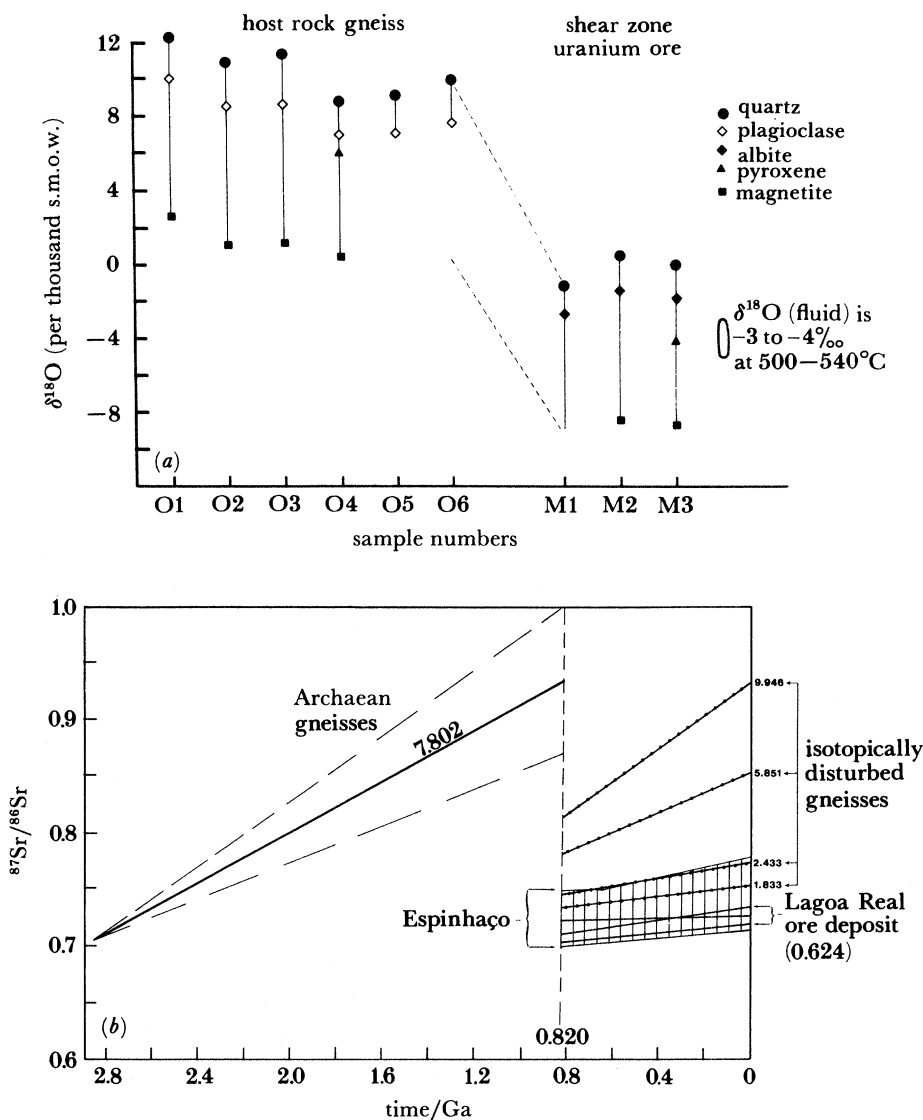 host rock gneiss
shear zone
uranium ore
12
8
4
0
−4
−8
δ¹⁸O (per thousand s.m.o.w.)
quartz
plagioclase
albite
pyroxene
magnetite
δ¹⁸O (fluid) is
−3 to −4‰
at 500–540°C
(a)
O1 O2 O3 O4 O5 O6 M1 M2 M3
sample numbers
1.0
0.9
0.8
0.7
0.6
⁸⁷Sr/⁸⁶Sr
Archaean
gneisses
7.802
9.946
5.851
2.433
1.833
isotopically
disturbed
gneisses
Espinhaço
Lagoa Real
ore deposit
(0.624)
(b)
0.820
2.8 2.4 2.0 1.6 1.2 0.8 0.4 0
time/Ga